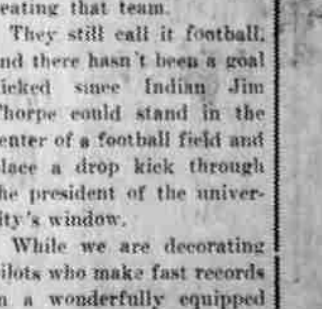 eating that team.
They still call it football,
nd there hasn't been a goal
icked since Indian Jim
horpe could stand in the
enter of a football field and
lace a drop kick through
he president of the univer-
ity's window.
While we are decorating
ilots who make fast records
n a wonderfully equipped